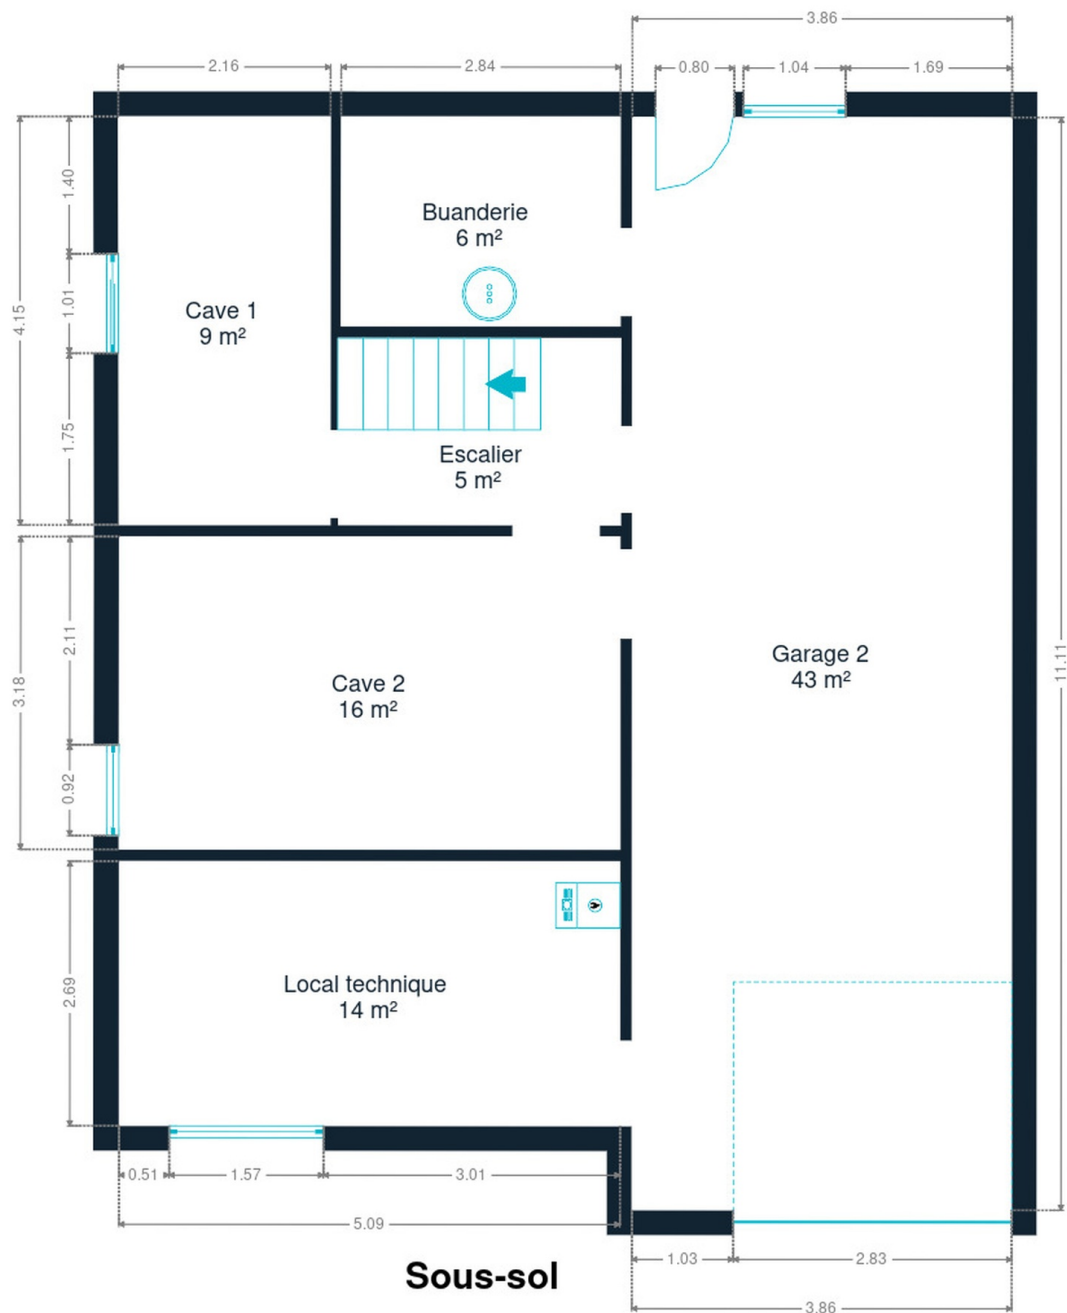 3.86
2.16
2.84
0.80
1.04
1.69
1.40
Buanderie
6 m²
4.15
1.01
Cave 1
9 m²
1.75
Escalier
5 m²
2.11
3.18
Cave 2
16 m²
Garage 2
43 m²
11.11
0.92
2.69
Local technique
14 m²
0.51
1.57
3.01
5.09
1.03
2.83
Sous-sol
3.86